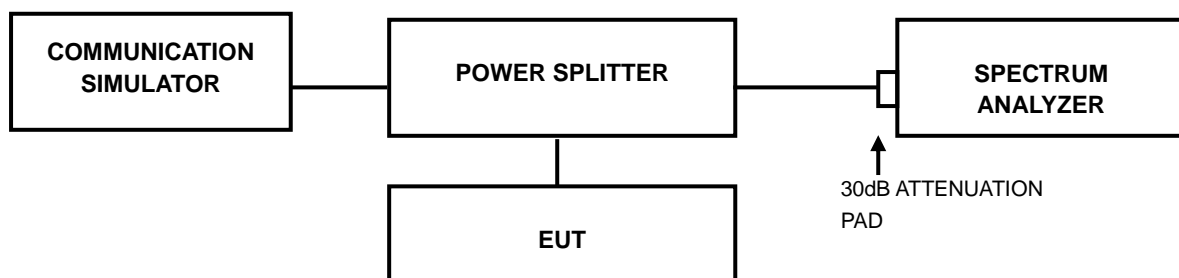 COMMUNICATION
SIMULATOR
POWER SPLITTER
SPECTRUM
ANALYZER
30dB ATTENUATION
PAD
EUT